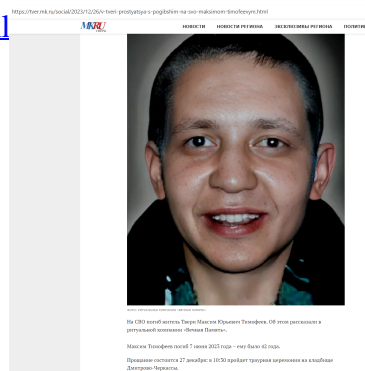 https://tver.mk.ru/social/2023/12/26/v-tveri-prostyatsya-s-pogibshim-na-svo-maksimom-timofeevym.html
MKRU
НОВОСТИ НОВОСТИ РЕГИОНА ЭКСКЛЮЗИВЫ РЕГИОНА ПОЛИТИ
На СВО погиб житель Твери Максим Юрьевич Тимофеев. Об этом рассказали в
ритуальной компании «Вечная Память».
Максим Тимофеев погиб 7 июня 2023 года – ему было 42 года.
Прощание состоится 27 декабря: в 10:50 пройдет траурная церемония на кладбище
Дмитрово-Черкассы.